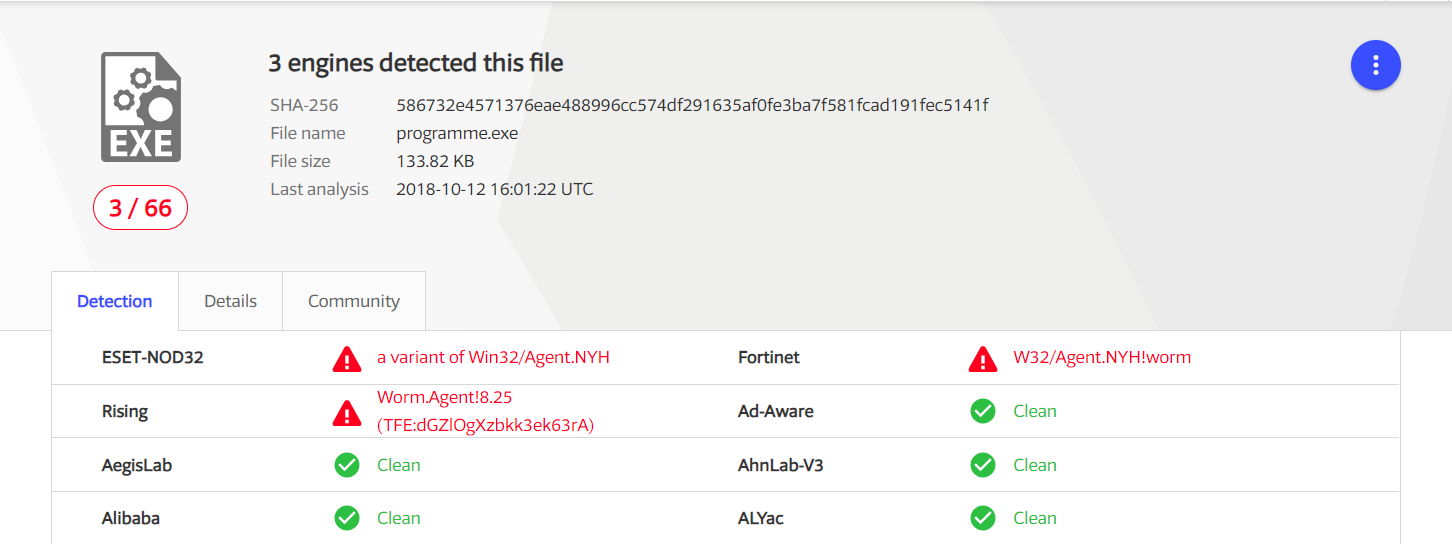 3 engines detected this file
SHA-256 586732e4571376eae488996cc574df291635af0fe3ba7f581fcad191fec5141f
File name programme.exe
File size 133.82 KB
Last analysis 2018-10-12 16:01:22 UTC
EXE
3 / 66
Detection Details Community
ESET-NOD32 a variant of Win32/Agent.NYH Fortinet W32/Agent.NYH!worm
Rising Worm.Agent!8.25 (TFE:dGZlOgXzbkk3ek63rA) Ad-Aware Clean
AegisLab Clean AhnLab-V3 Clean
Alibaba Clean ALYac Clean